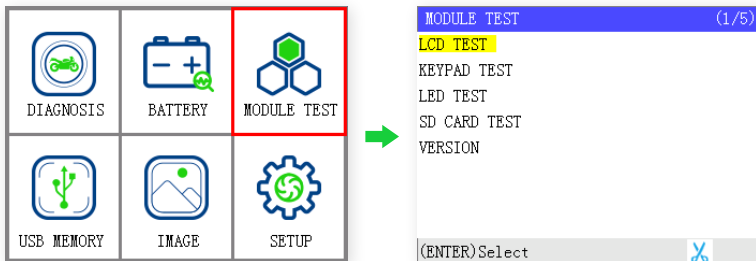 DIAGNOSIS
BATTERY
MODULE TEST
USB MEMORY
IMAGE
SETUP
MODULE TEST (1/5)
LCD TEST
KEYPAD TEST
LED TEST
SD CARD TEST
VERSION
(ENTER)Select